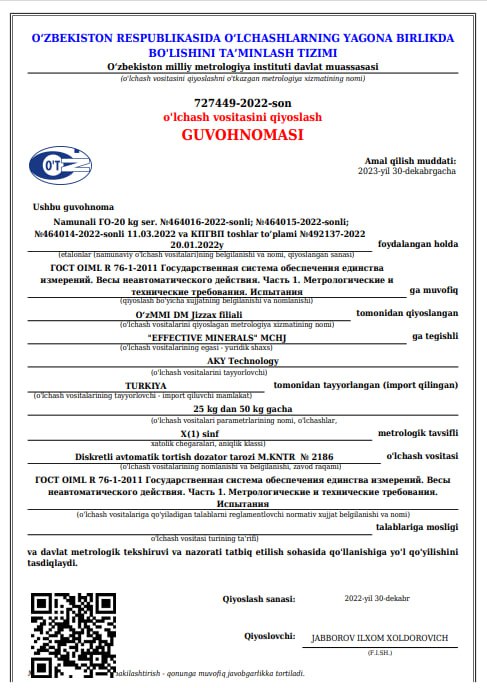 O‘ZBEKISTON RESPUBLIKASIDA O‘LCHASHLARNING YAGONA BIRLIKDA
BO'LISHINI TA’MINLASH TIZIMI
O‘zbekiston milliy metrologiya instituti davlat muassasasi
(o'lchash vositasini qiyoslashni o'tkazgan metrologiya xizmatining nomi)
727449-2022-son
o'lchash vositasini qiyoslash
GUVOHNOMASI
O'T
Amal qilish muddati:
2023-yil 30-dekabrgacha
Ushbu guvohnoma
Namunali ГО-20 kg ser. №464016-2022-sonli; №464015-2022-sonli;
№464014-2022-sonli 11.03.2022 va КПГВП toshlar to‘plami №492137-2022
20.01.2022y
foydalangan holda
(etalonlar (namunaviy o'lchash vositalari)ning belgilanishi va nomi, qiyoslangan sanasi)
ГОСТ OIML R 76-1-2011 Государственная система обеспечения единства
измерений. Весы неавтоматического действия. Часть 1. Метрологические и
технические требования. Испытания
ga muvofiq
(qiyoslash bo'yicha xujjatning belgilanishi va nomlanishi)
O‘zMMI DM Jizzax filiali
tomonidan qiyoslangan
(o'lchash vositalarini qiyoslagan metrologiya xizmatining nomi)
"EFFECTIVE MINERALS" MCHJ
ga tegishli
(o'lchash vositalarining egasi - yuridik shaxs)
AKY Technology
(o'lchash vositalarini tayyorlovchi)
TURKIYA
tomonidan tayyorlangan (import qilingan)
(o'lchash vositalarining tayyorlovchi - import qiluvchi mamlakat)
25 kg dan 50 kg gacha
(o'lchash vositalari parametrlarining nomi, o'lchashlar,
X(1) sinf
metrologik tavsifli
xatolik chegaralari, aniqlik klassi)
Diskretli avtomatik tortish dozator tarozi M.KNTR № 2186
o'lchash vositasi
(o'lchash vositalarining nomlanishi va belgilanishi, zavod raqami)
ГОСТ OIML R 76-1-2011 Государственная система обеспечения единства измерений. Весы
неавтоматического действия. Часть 1. Метрологические и технические требования.
Испытания
(o'lchash vositalariga qo'yiladigan talablarni reglamentlovchi normativ xujjat belgilanishi va nomi)
talablariga mosligi
(o'lchash vositasi turining ta'rifi)
va davlat metrologik tekshiruvi va nazorati tatbiq etilish sohasida qo'llanishiga yo'l qo'yilishini
tasdiqlaydi.
Qiyoslash sanasi:
2022-yil 30-dekabr
Qiyoslovchi:
JABBOROV ILXOM XOLDOROVICH
(F.I.SH.)
akilashtirish - qonunga muvofiq javobgarlikka tortiladi.